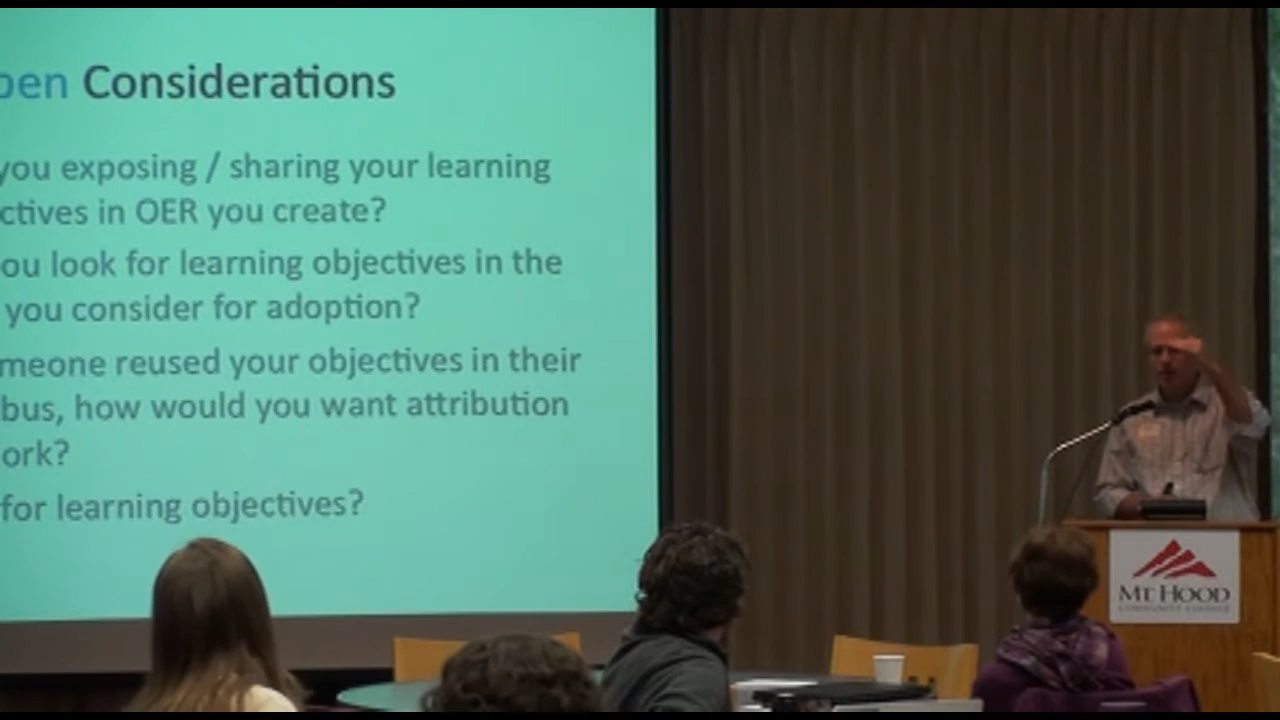 pen Considerations
you exposing / sharing your learning
ctives in OER you create?
ou look for learning objectives in the
you consider for adoption?
meone reused your objectives in their
bus, how would you want attribution
ork?
for learning objectives?
MT. HOOD
COMMUNITY COLLEGE